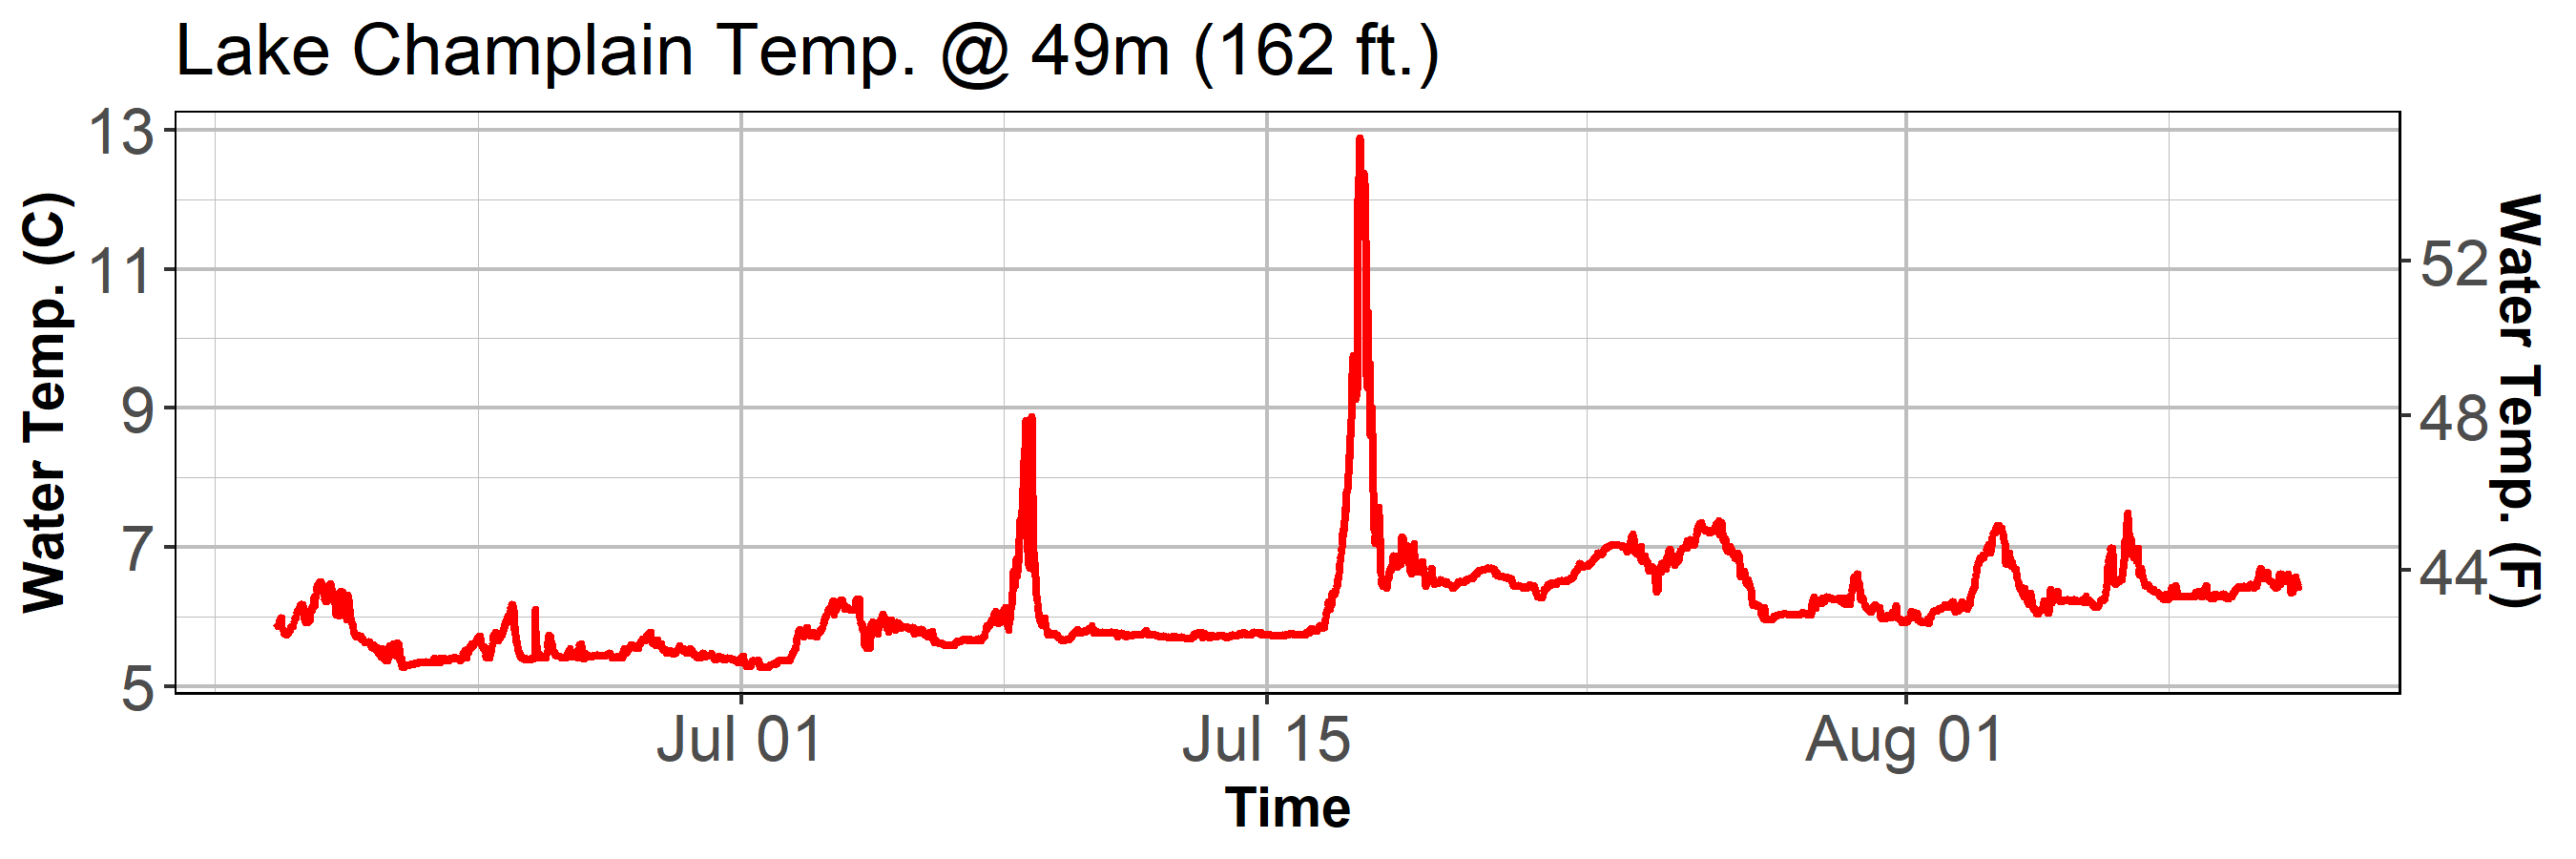 Lake Champlain Temp. @ 49m (162 ft.)
Water Temp. (C)
13
11
9
7
5
52
48
44
Water Temp. (F)
Jul 01
Jul 15
Aug 01
Time